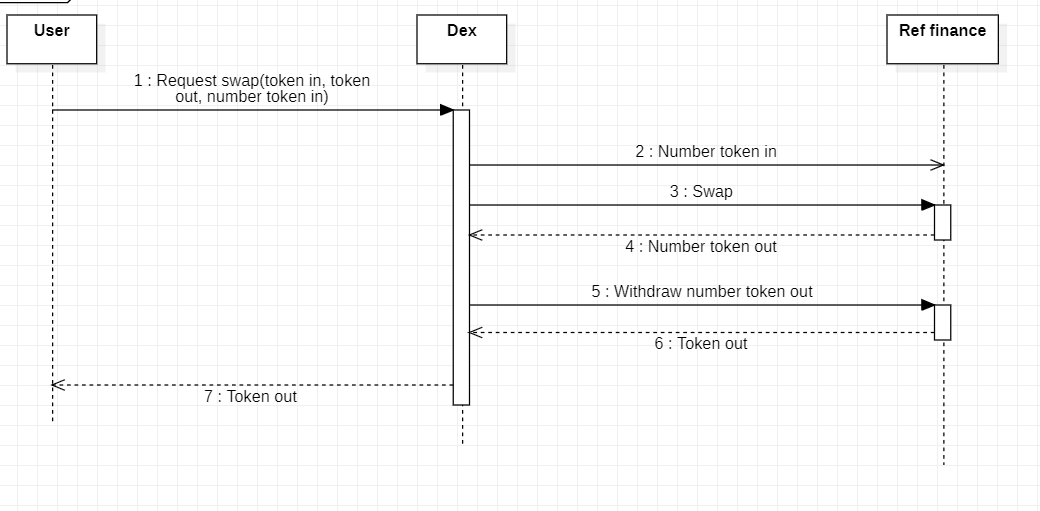 User
Dex
Ref finance
1 : Request swap(token in, token
out, number token in)
2 : Number token in
3 : Swap
4 : Number token out
5 : Withdraw number token out
6 : Token out
7 : Token out